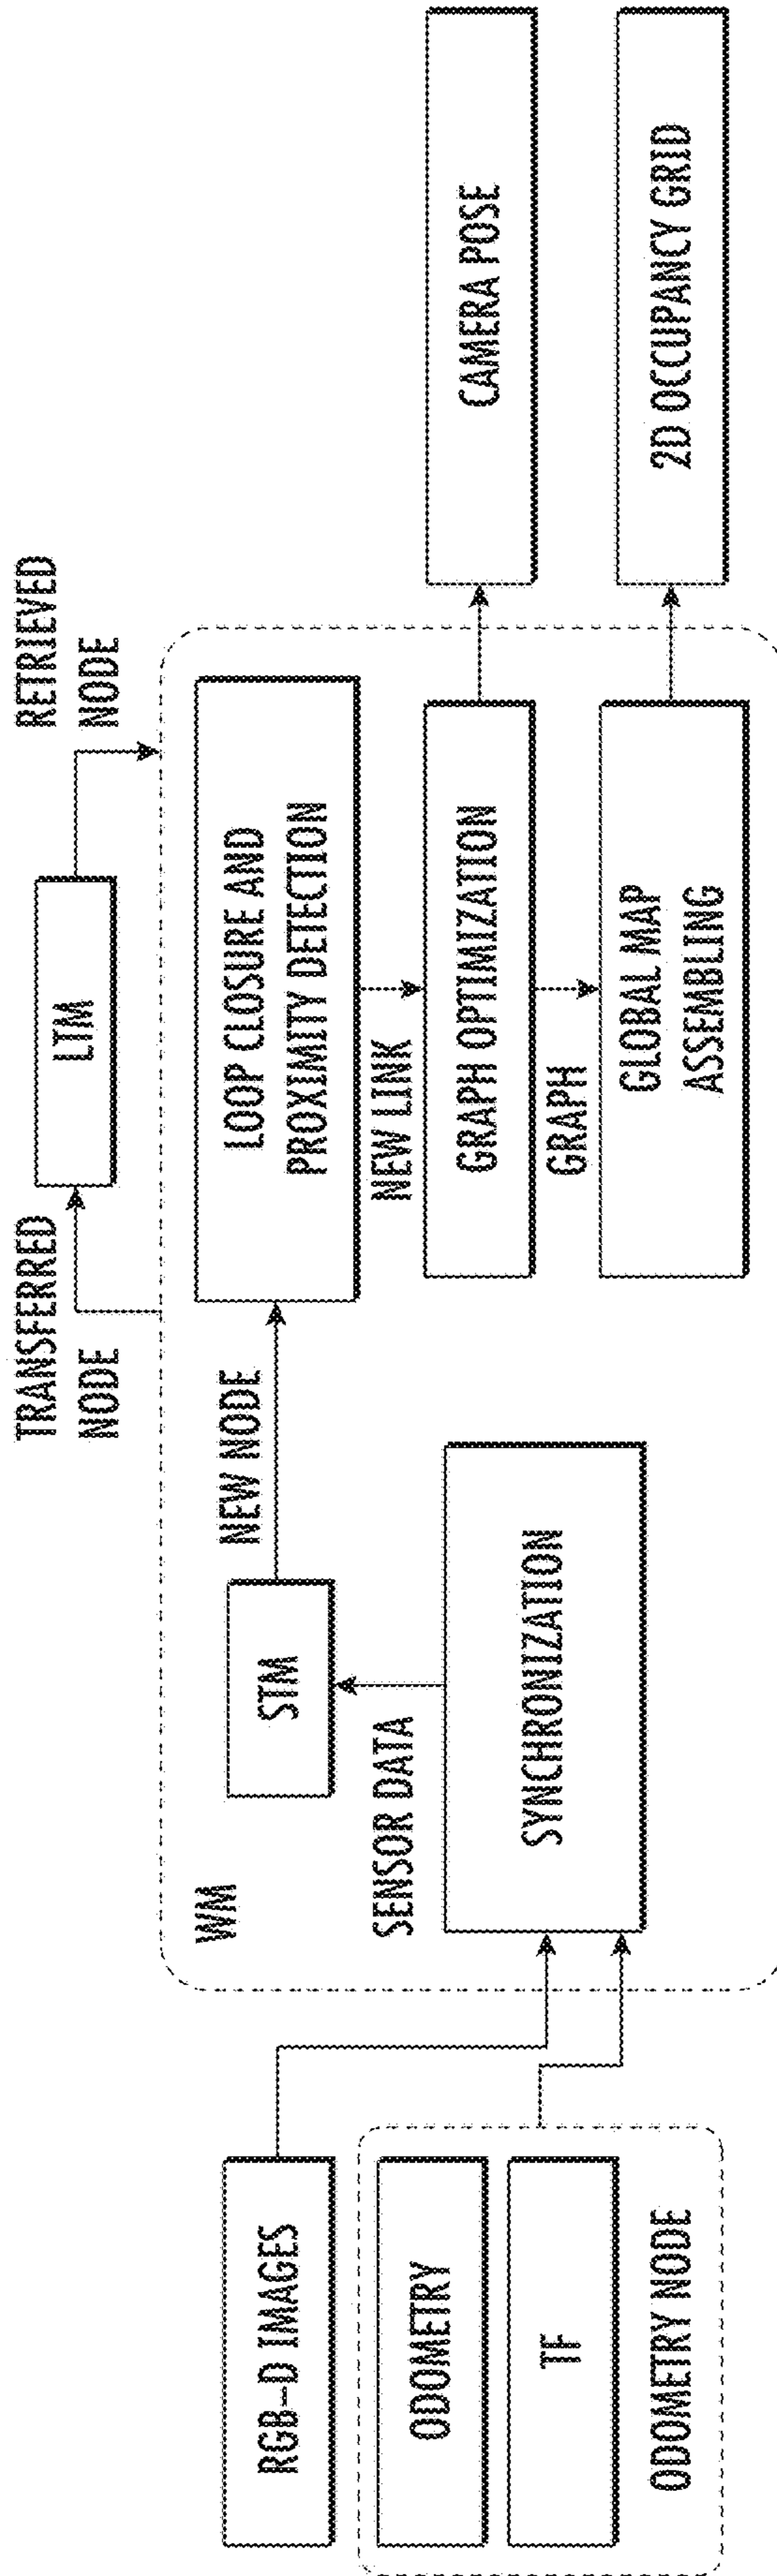 RGB-D IMAGES
ODOMETRY
TF
ODOMETRY NODE
WM
SENSOR DATA
SYNCHRONIZATION
STM
NEW NODE
TRANSFERRED
NODE
LTM
RETRIEVED
NODE
LOOP CLOSURE AND
PROXIMITY DETECTION
NEW LINK
GRAPH OPTIMIZATION
GRAPH
GLOBAL MAP
ASSEMBLING
CAMERA POSE
2D OCCUPANCY GRID